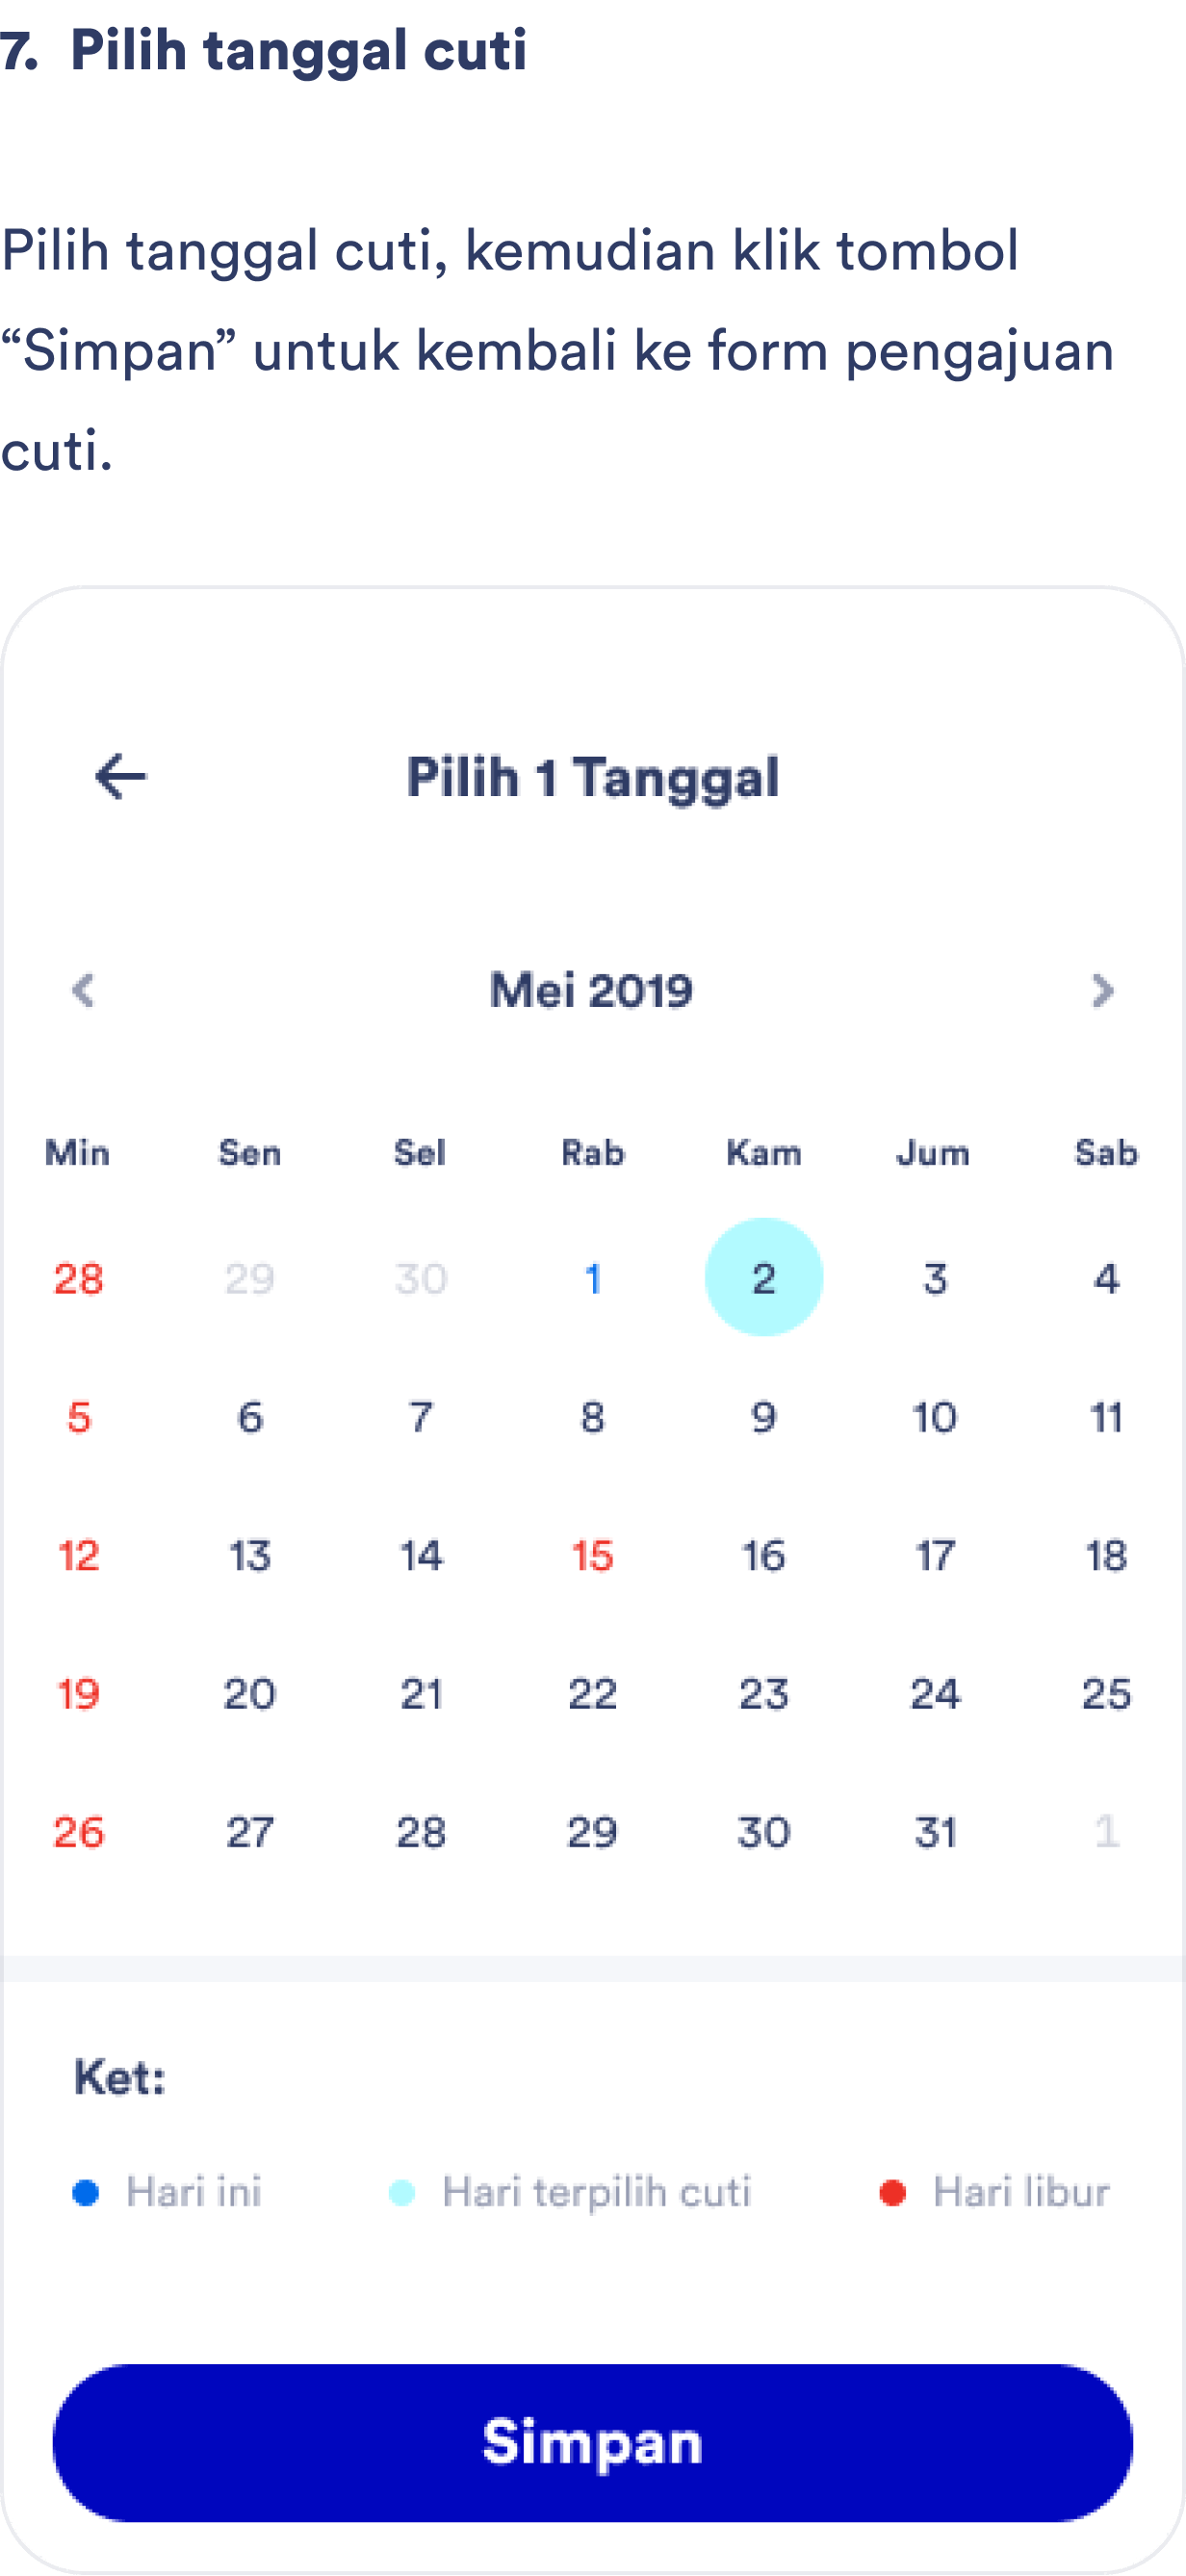 7. Pilih tanggal cuti
Pilih tanggal cuti, kemudian klik tombol
“Simpan” untuk kembali ke form pengajuan
cuti.
Pilih 1 Tanggal
Mei 2019
Min Sen Sel Rab Kam Jum Sab
28 29 30 1 2 3 4
5 6 7 8 9 10 11
12 13 14 15 16 17 18
19 20 21 22 23 24 25
26 27 28 29 30 31 1
Ket:
Hari ini Hari terpilih cuti Hari libur
Simpan